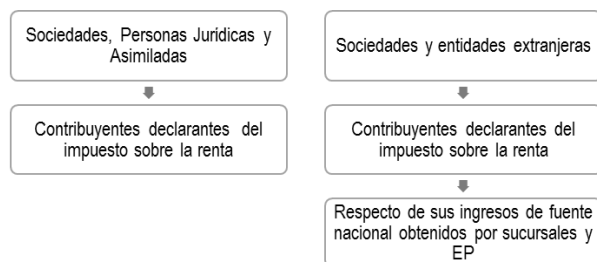 Sociedades, Personas Jurídicas y
Asimiladas
Contribuyentes declarantes del
impuesto sobre la renta
Sociedades y entidades extranjeras
Contribuyentes declarantes del
impuesto sobre la renta
Respecto de sus ingresos de fuente
nacional obtenidos por sucursales y
EP